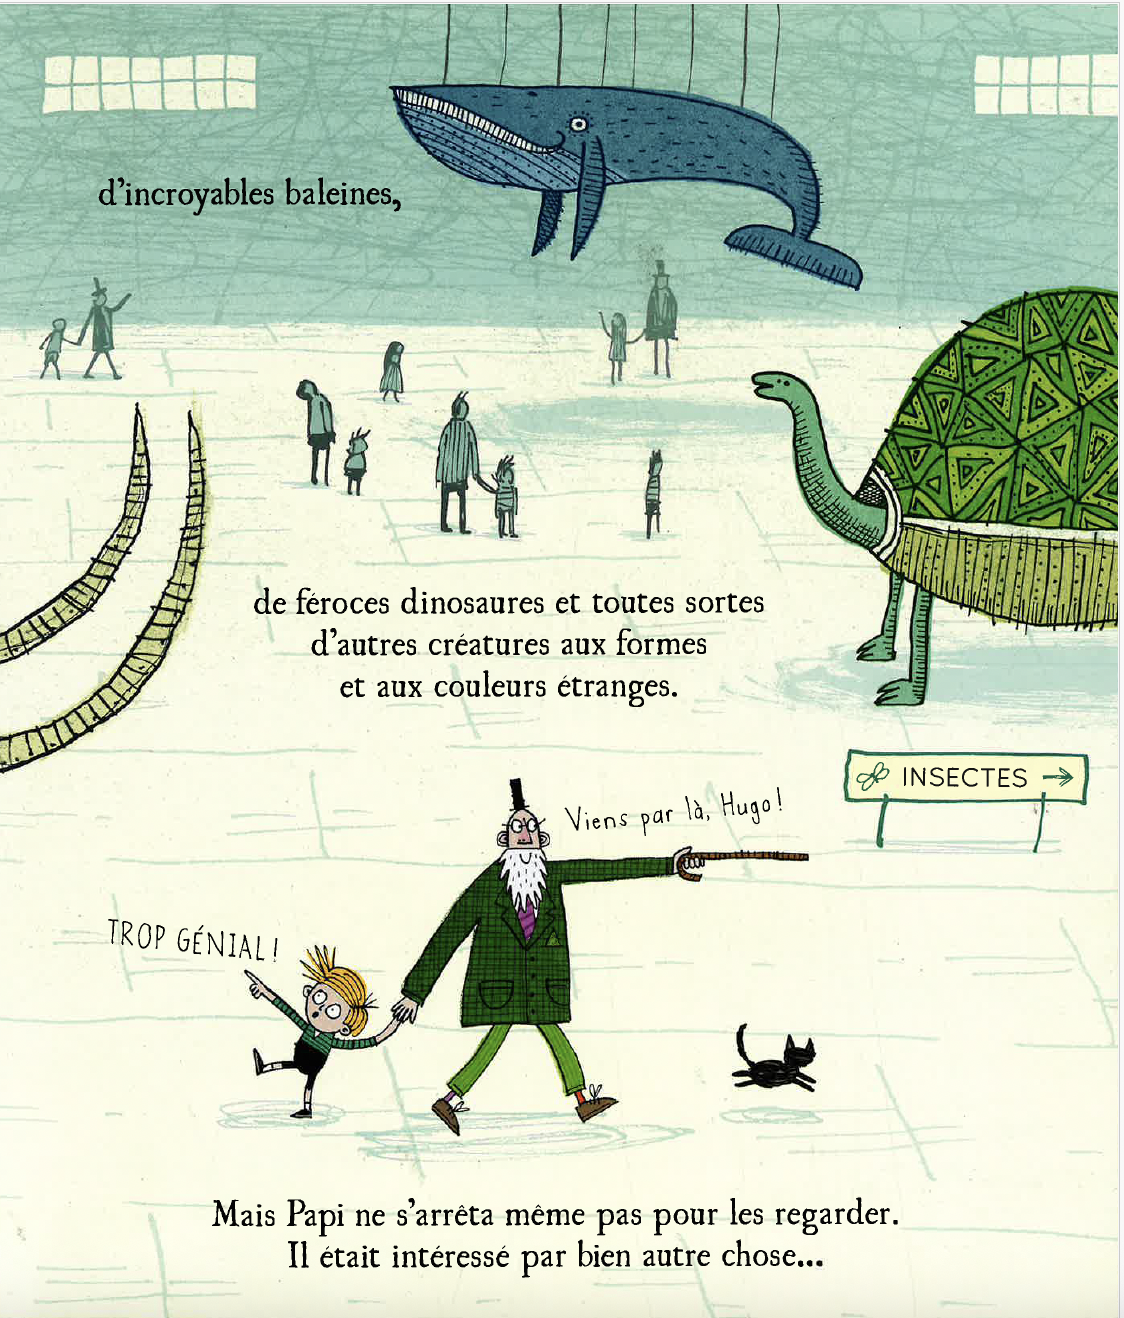 d'incroyables baleines,
de féroces dinosaures et toutes sortes
d'autres créatures aux formes
et aux couleurs étranges.
INSECTES
Viens par là, Hugo !
TROP GÉNIAL !
Mais Papi ne s'arrêta même pas pour les regarder.
Il était intéressé par bien autre chose...